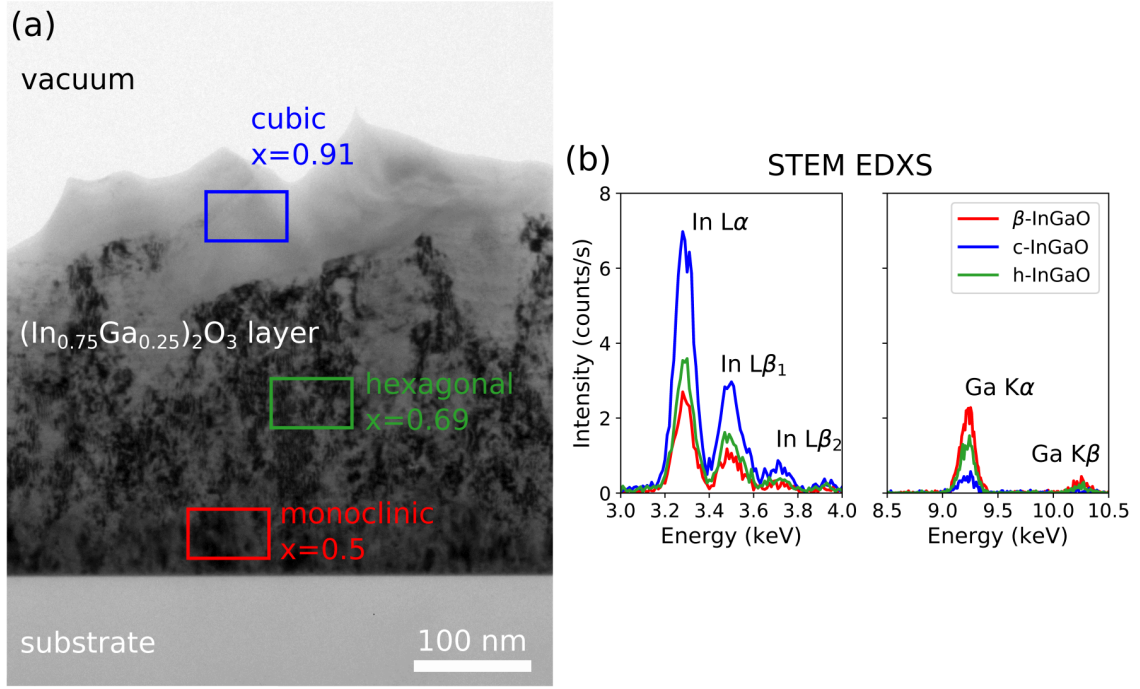 (a)
vacuum
cubic
x=0.91
(In₀.₇₅Ga₀.₂₅)₂O₃ layer
hexagonal
x=0.69
monoclinic
x=0.5
substrate
100 nm
(b)
STEM EDXS
Intensity (counts/s)
8
6
4
2
0
In Lα
In Lβ₁
In Lβ₂
3.0 3.2 3.4 3.6 3.8 4.0
Energy (keV)
β-InGaO
c-InGaO
h-InGaO
Ga Kα
Ga Kβ
8.5 9.0 9.5 10.0 10.5
Energy (keV)